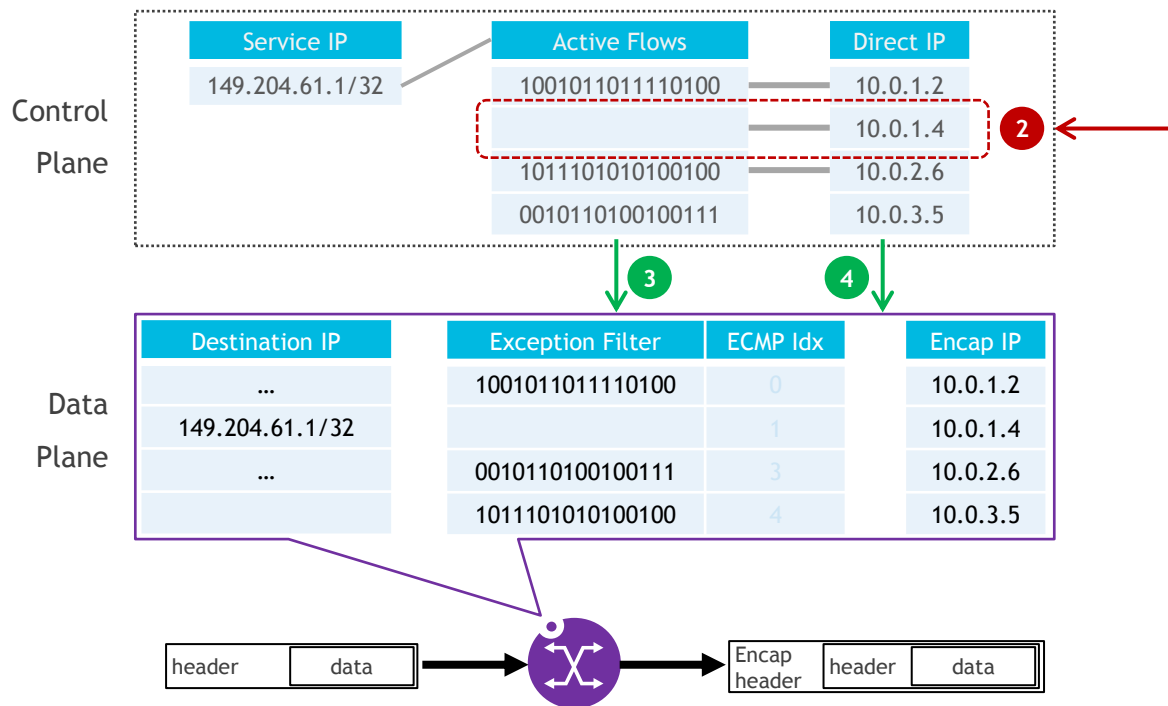 Service IP
Active Flows
Direct IP
149.204.61.1/32
1001011011110100
10.0.1.2
Control
Plane
10.0.1.4
2
1011101010100100
10.0.2.6
0010110100100111
10.0.3.5
3
4
Destination IP
Exception Filter
ECMP Idx
Encap IP
...
1001011011110100
0
10.0.1.2
Data
Plane
149.204.61.1/32
1
10.0.1.4
...
0010110100100111
3
10.0.2.6
1011101010100100
4
10.0.3.5
header
data
Encap
header
header
data